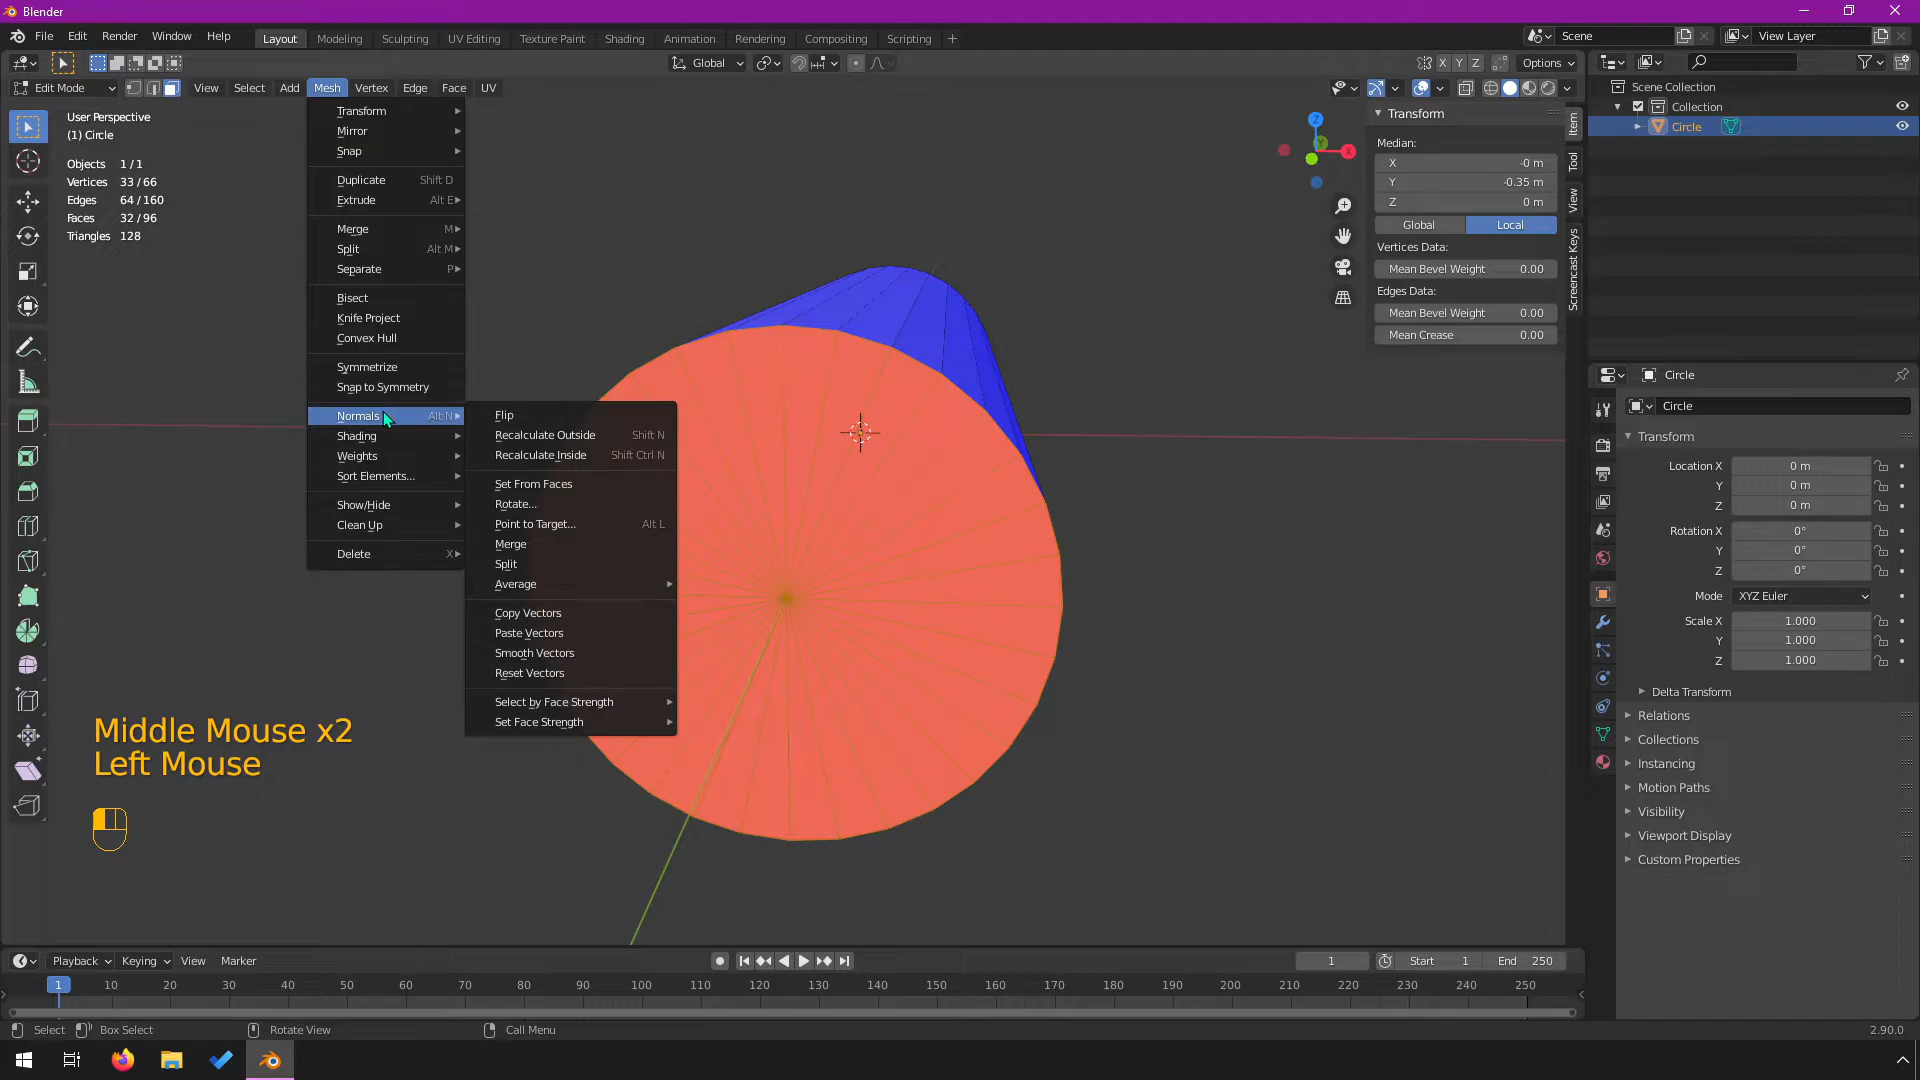 Blender
File Edit Render Window Help
Layout Modeling Sculpting UV Editing Texture Paint Shading Animation Rendering Compositing Scripting +
Scene View Layer
Global X Y Z Options
Edit Mode View Select Add Mesh Vertex Edge Face UV
User Perspective
(1) Circle
Objects 1 / 1
Vertices 33 / 66
Edges 64 / 160
Faces 32 / 96
Triangles 128
Transform
Mirror
Snap
Duplicate Shift D
Extrude Alt E
Merge M
Split Alt M
Separate P
Bisect
Knife Project
Convex Hull
Symmetrize
Snap to Symmetry
Normals Alt N
Shading
Weights
Sort Elements...
Show/Hide
Clean Up
Delete X
Flip
Recalculate Outside Shift N
Recalculate Inside Shift Ctrl N
Set From Faces
Rotate...
Point to Target... Alt L
Merge
Split
Average
Copy Vectors
Paste Vectors
Smooth Vectors
Reset Vectors
Select by Face Strength
Set Face Strength
Middle Mouse x2
Left Mouse
Z
X
Transform
Median:
X -0 m
Y -0.35 m
Z 0 m
Global Local
Vertices Data:
Mean Bevel Weight 0.00
Edges Data:
Mean Bevel Weight 0.00
Mean Crease 0.00
Item
Tool
View
Screencast Keys
Scene Collection
Collection
Circle
Circle
Circle
Transform
Location X 0 m
Y 0 m
Z 0 m
Rotation X 0°
Y 0°
Z 0°
Mode XYZ Euler
Scale X 1.000
Y 1.000
Z 1.000
Delta Transform
Relations
Collections
Instancing
Motion Paths
Visibility
Viewport Display
Custom Properties
Playback Keying View Marker
1 Start 1 End 250
1 10 20 30 40 50 60 70 80 90 100 110 120 130 140 150 160 170 180 190 200 210 220 230 240 250
Select Box Select Rotate View Call Menu 2.90.0